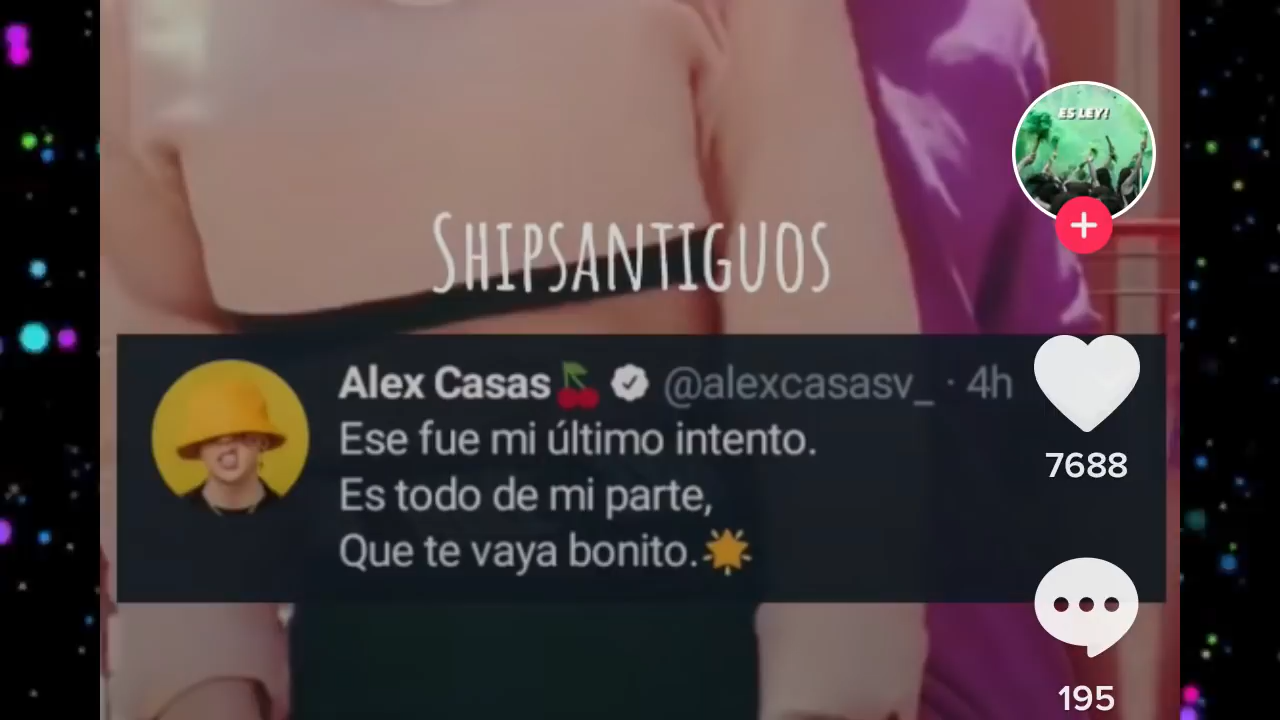 ES LEY!
SHIPSANTIGUOS
Alex Casas @alexcasasv_ · 4h
Ese fue mi último intento.
Es todo de mi parte,
Que te vaya bonito.
7688
195